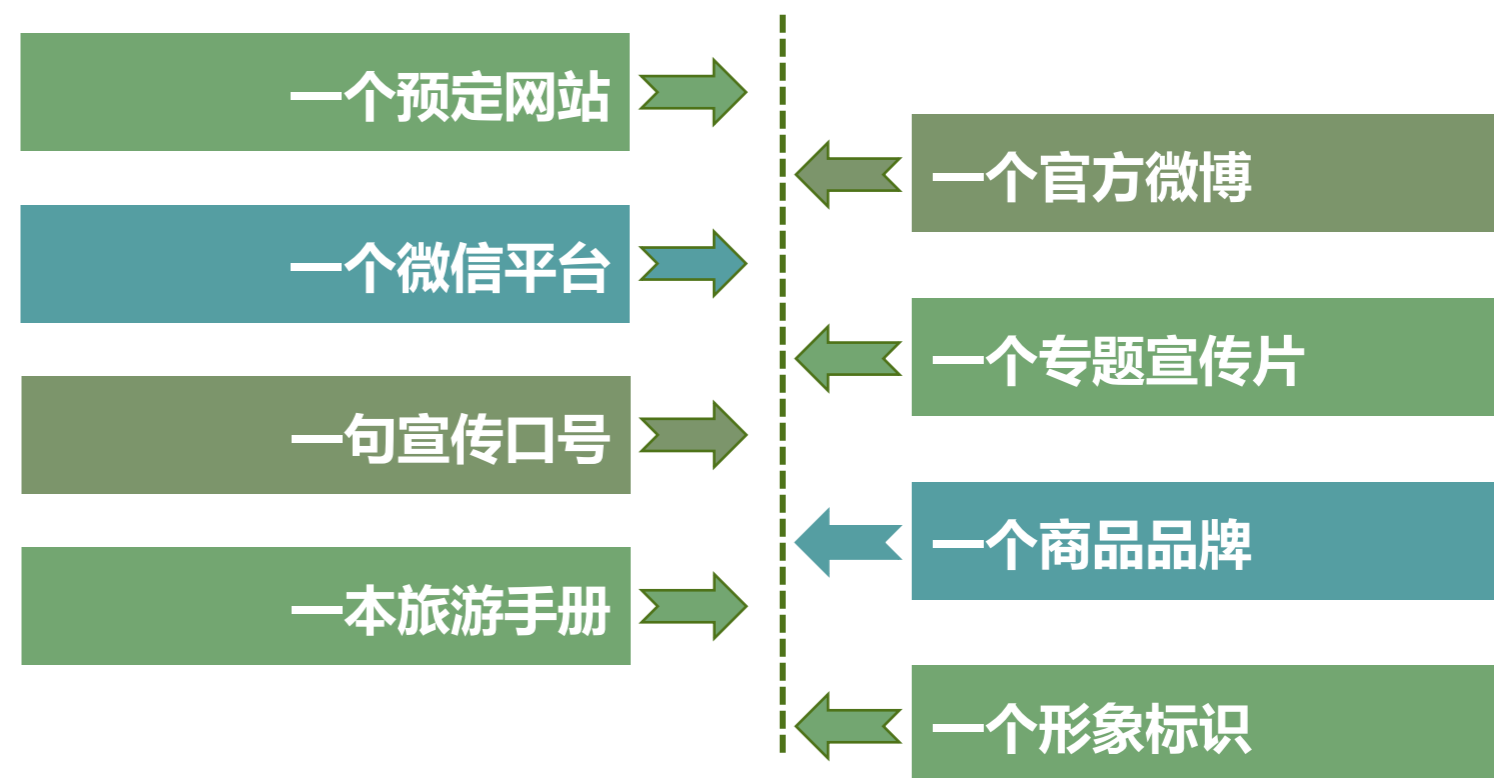 一个预定网站
一个官方微博
一个微信平台
一个专题宣传片
一句宣传口号
一个商品品牌
一本旅游手册
一个形象标识